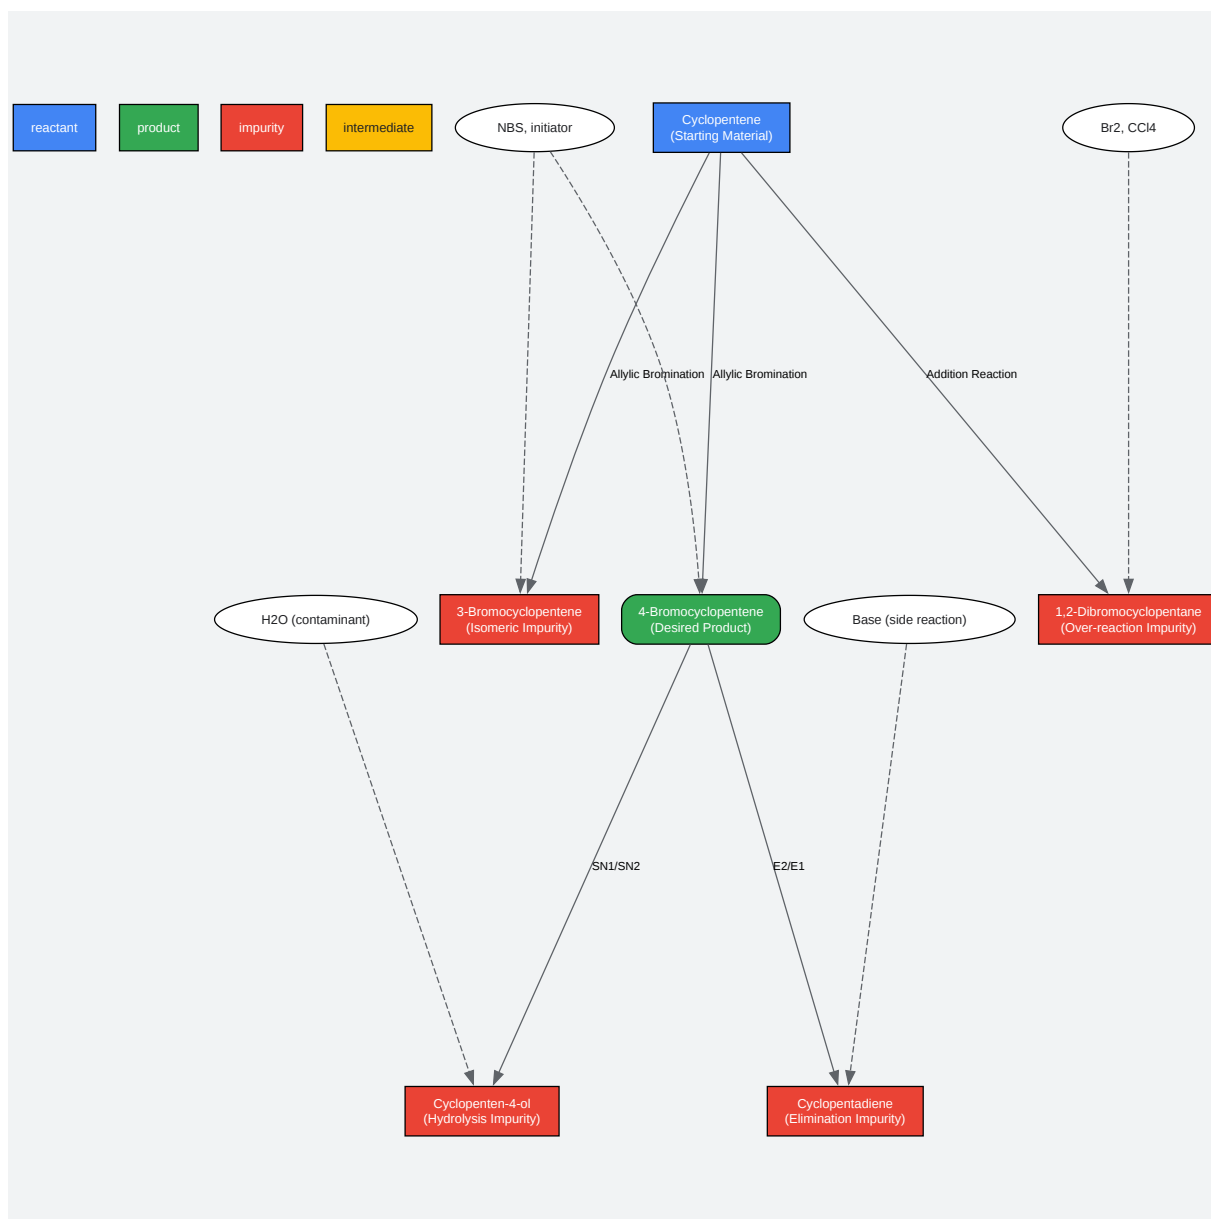 reactant
product
impurity
intermediate
NBS, initiator
Cyclopentene
(Starting Material)
Br2, CCl4
Allylic Bromination
Allylic Bromination
Addition Reaction
H2O (contaminant)
3-Bromocyclopentene
(Isomeric Impurity)
4-Bromocyclopentene
(Desired Product)
Base (side reaction)
1,2-Dibromocyclopentane
(Over-reaction Impurity)
SN1/SN2
E2/E1
Cyclopenten-4-ol
(Hydrolysis Impurity)
Cyclopentadiene
(Elimination Impurity)